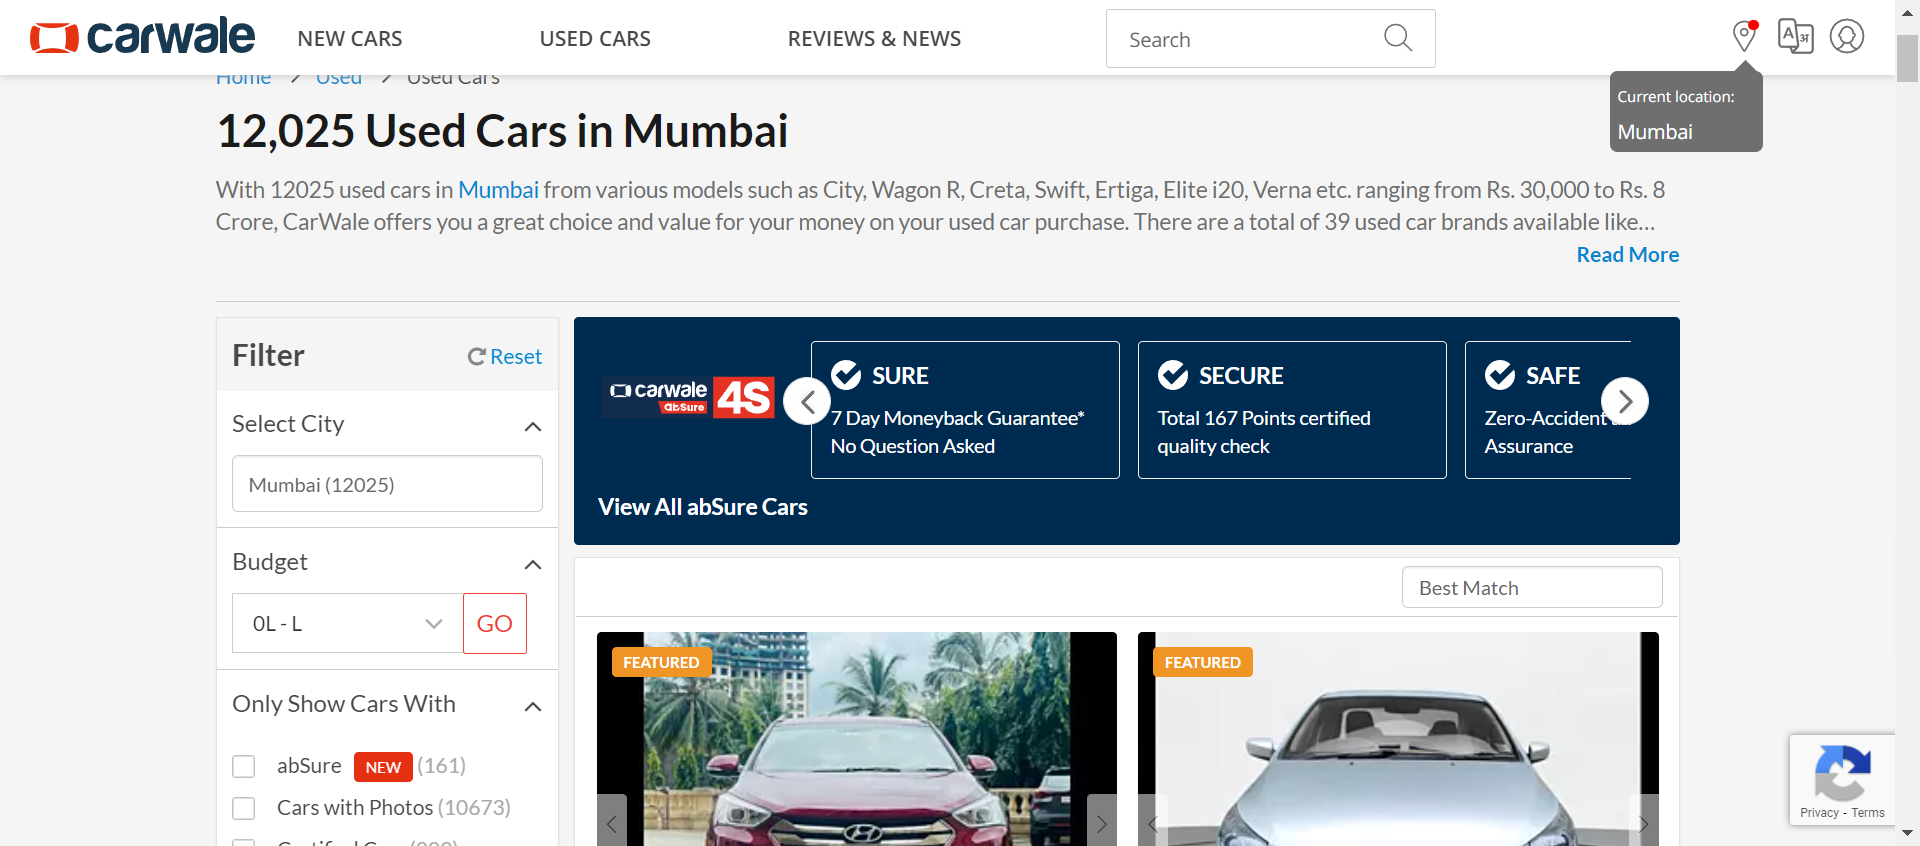 carwale
NEW CARS
USED CARS
REVIEWS & NEWS
Search
Current location:
Mumbai
Home / Used / Used Cars
12,025 Used Cars in Mumbai
With 12025 used cars in Mumbai from various models such as City, Wagon R, Creta, Swift, Ertiga, Elite i20, Verna etc. ranging from Rs. 30,000 to Rs. 8
Crore, CarWale offers you a great choice and value for your money on your used car purchase. There are a total of 39 used car brands available like...
Read More
Filter
Reset
Select City
Mumbai (12025)
Budget
0L - L
GO
Only Show Cars With
abSure NEW (161)
Cars with Photos (10673)
carwale
abSure
4S
SURE
7 Day Moneyback Guarantee*
No Question Asked
SECURE
Total 167 Points certified
quality check
SAFE
Zero-Accident
Assurance
View All abSure Cars
Best Match
FEATURED
FEATURED
Privacy - Terms